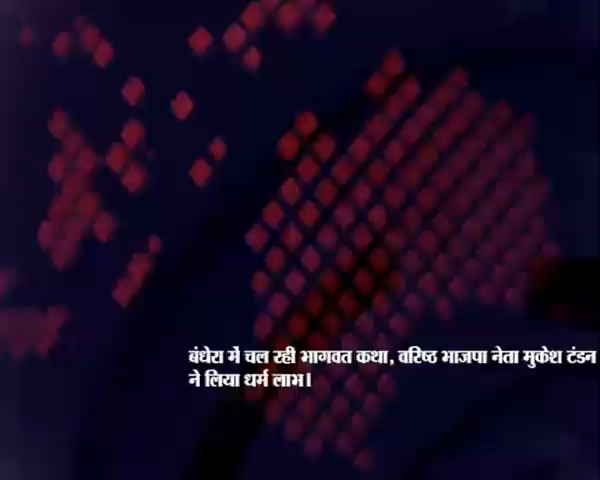 बंधेरा में चल रही भागवत कथा, वरिष्ठ भाजपा नेता मुकेश टंडन
ने लिया धर्म लाभ।